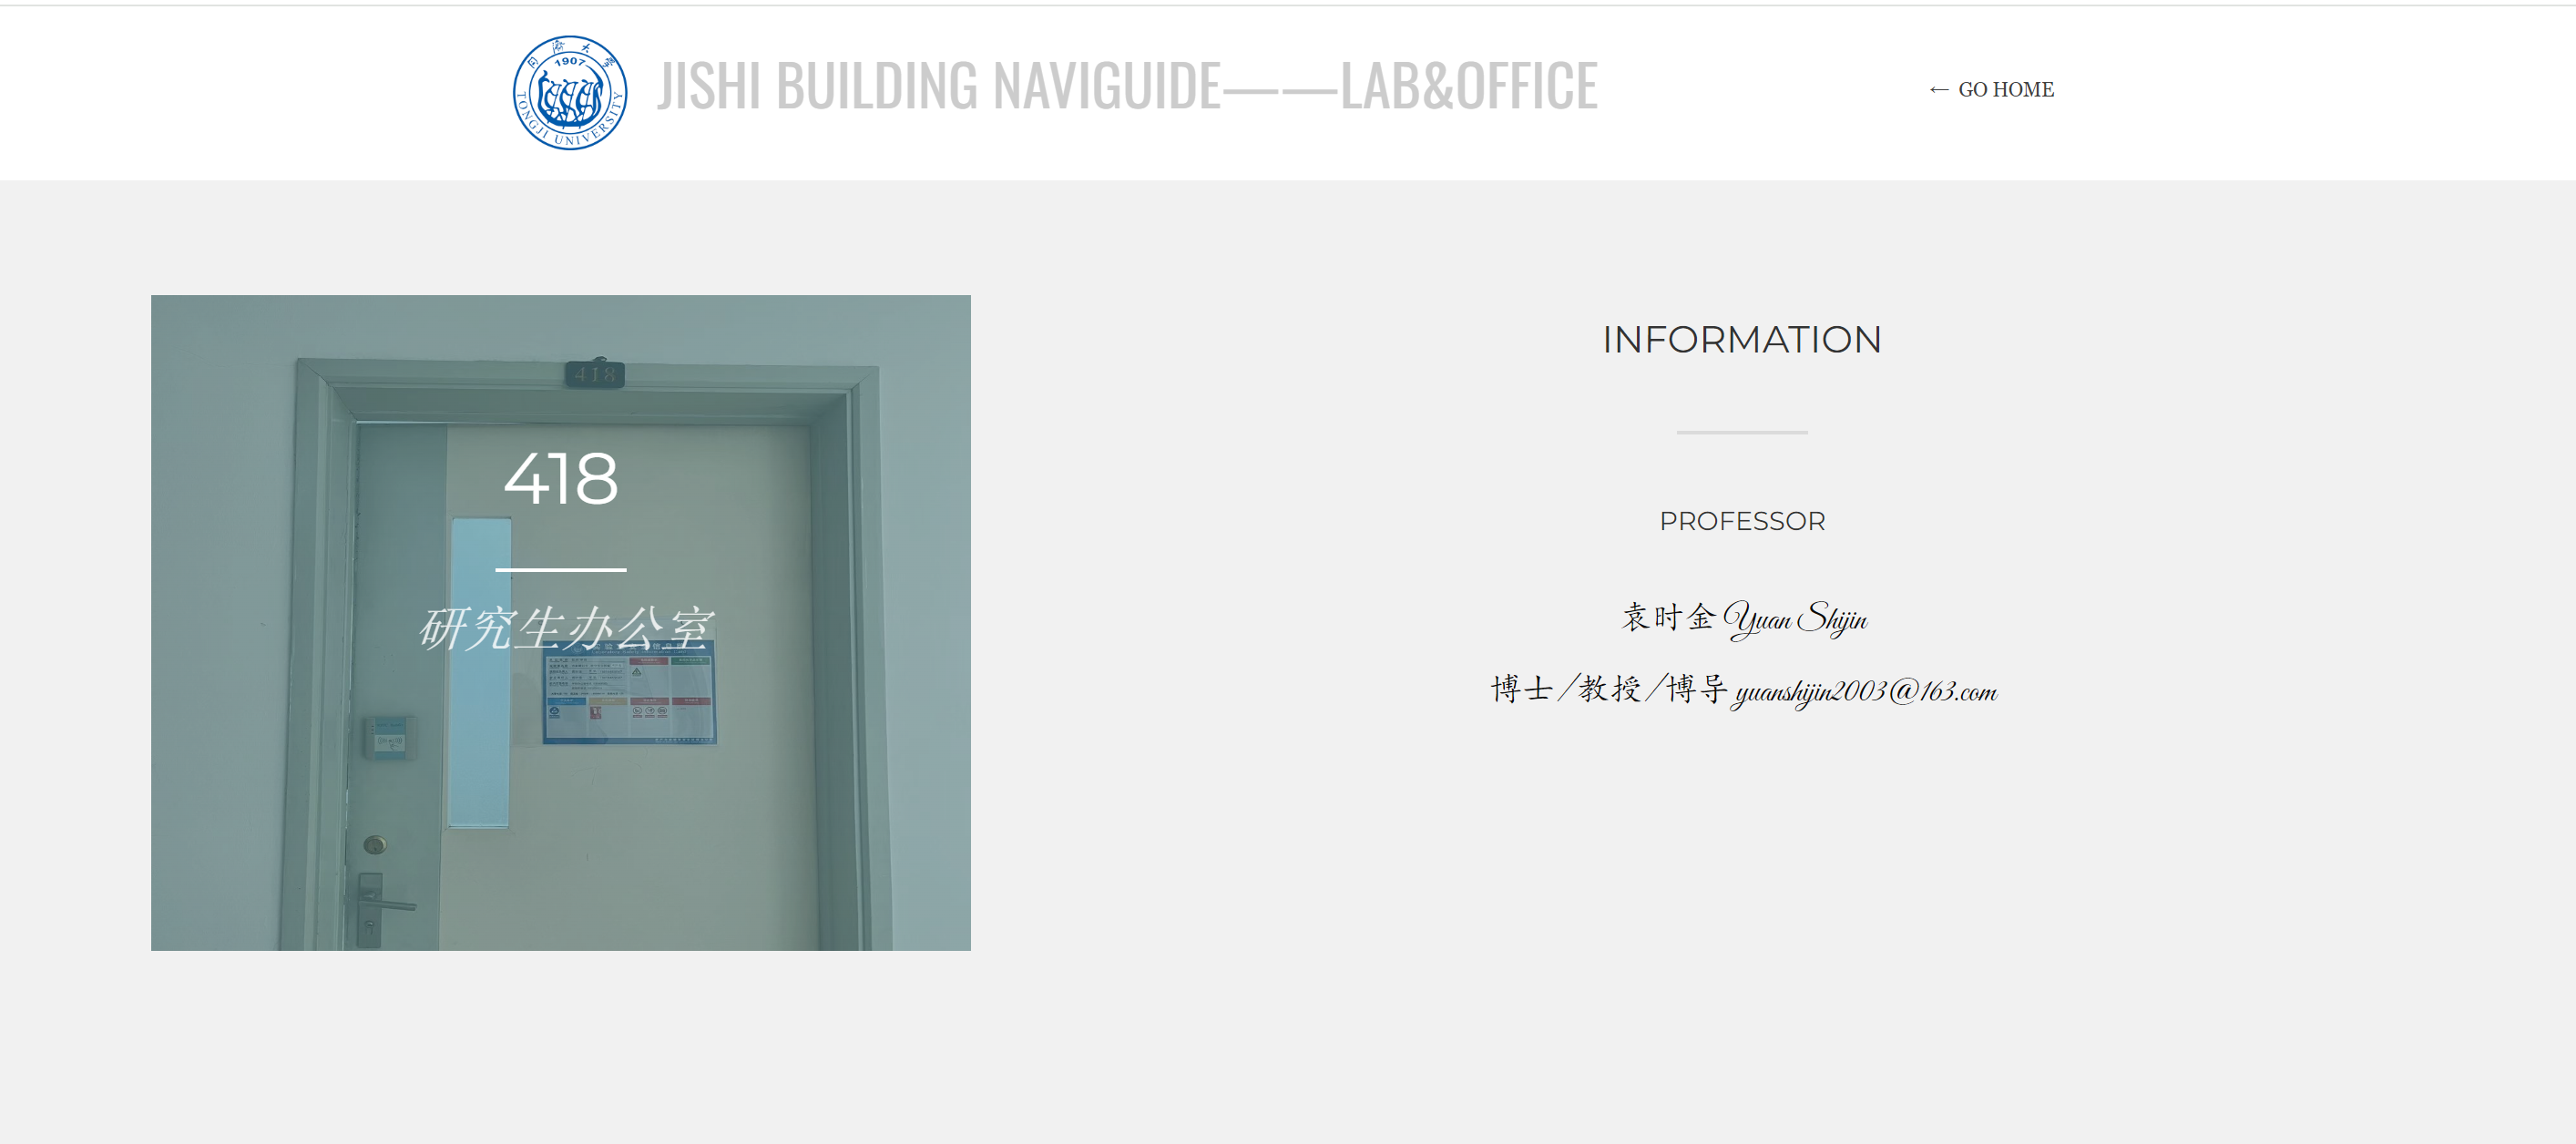 同济大学
1907
TONGJI UNIVERSITY
JISHI BUILDING NAVIGUIDE——LAB&OFFICE
← GO HOME
418
418
研究生办公室
INFORMATION
PROFESSOR
袁时金 Yuan Shijin
博士/教授/博导 yuanshijin2003@163.com